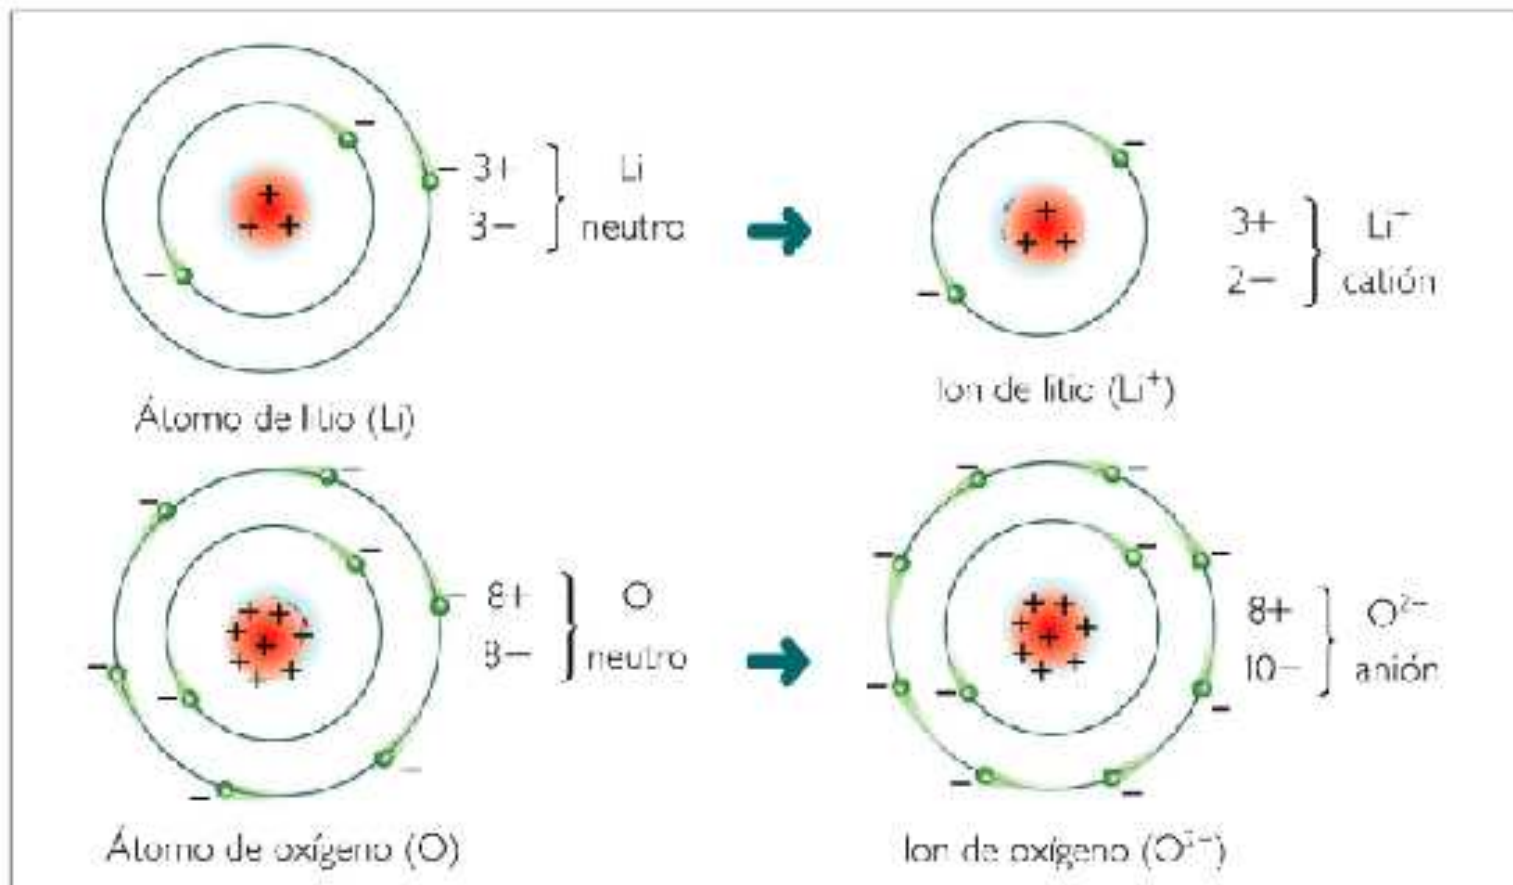 3+ } Li
3− } neutro
3+ } Li⁺
2− } catión
Átomo de litio (Li)
Ion de litio (Li⁺)
8+ } O
8− } neutro
8+ } O²⁻
10− } anión
Átomo de oxígeno (O)
Ion de oxígeno (O²⁻)